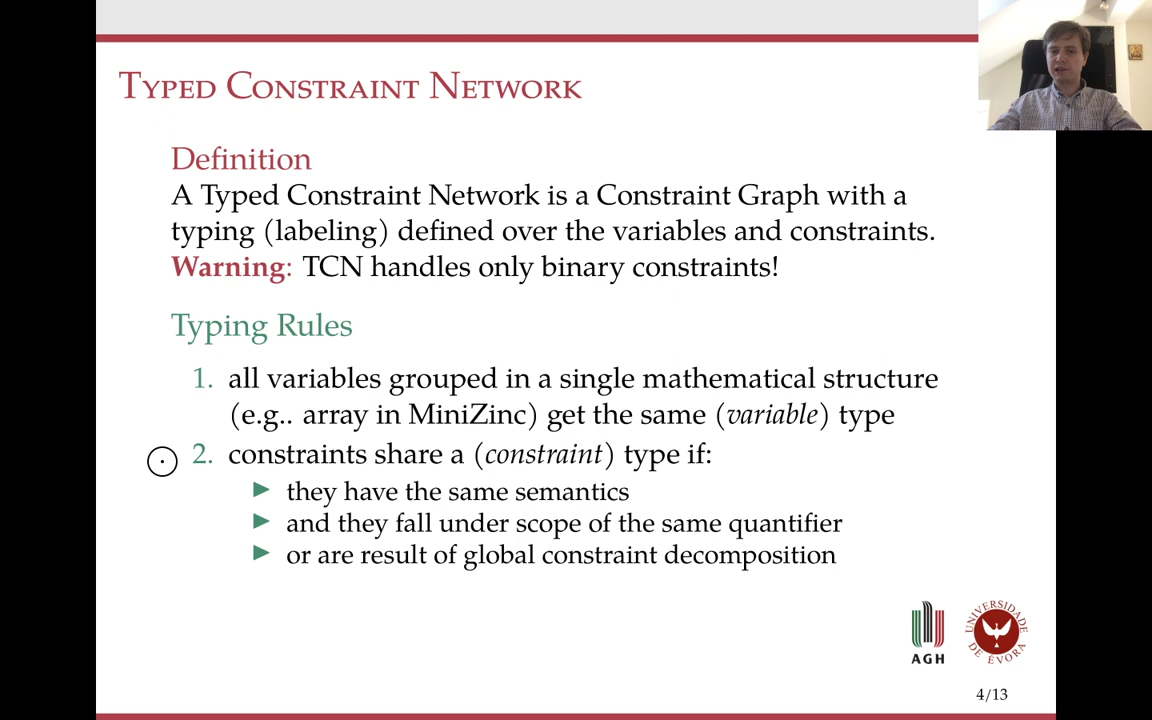 Typed Constraint Network
Definition
A Typed Constraint Network is a Constraint Graph with a
typing (labeling) defined over the variables and constraints.
Warning: TCN handles only binary constraints!
Typing Rules
1. all variables grouped in a single mathematical structure
(e.g.. array in MiniZinc) get the same (variable) type
2. constraints share a (constraint) type if:
▶ they have the same semantics
▶ and they fall under scope of the same quantifier
▶ or are result of global constraint decomposition
AGH
UNIVERSIDADE DE ÉVORA
4/13